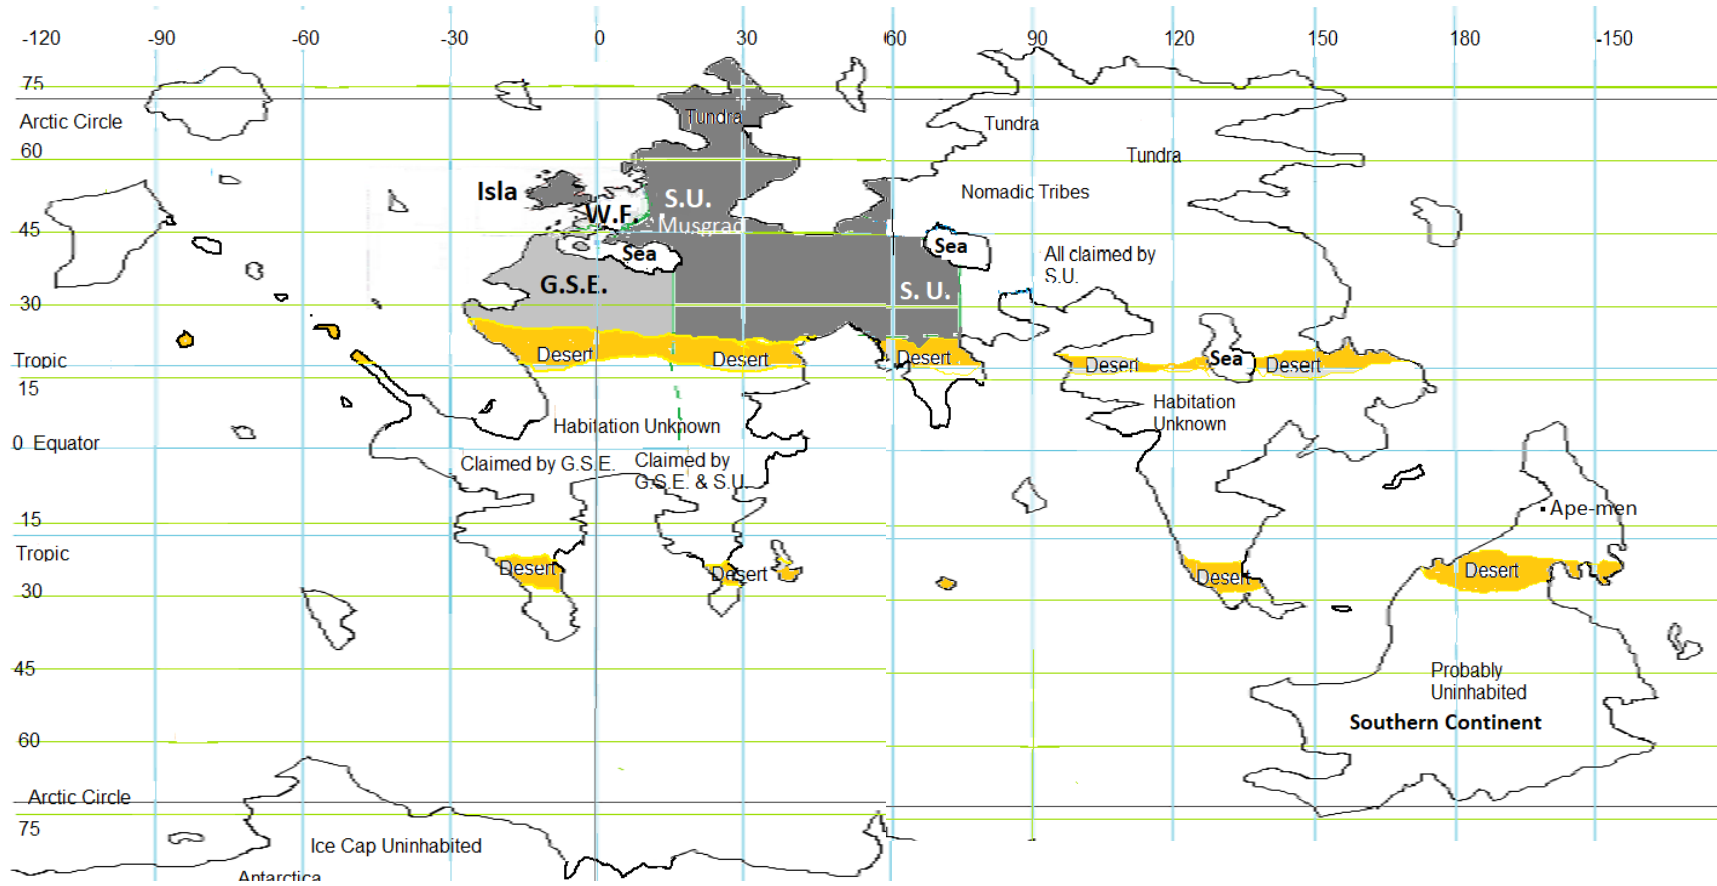 -120 -90 -60 -30 0 30 60 90 120 150 180 -150
75
Arctic Circle
Tundra
Tundra
60
Tundra
Isla
W.F.
S.U.
Musgrad
Nomadic Tribes
45
Sea
Sea
All claimed by
S.U.
G.S.E.
S. U.
30
Tropic
Desert
Desert
Desert
Desert
Sea
Desert
15
Habitation Unknown
Habitation
Unknown
0 Equator
Claimed by G.S.E.
Claimed by
G.S.E. & S.U.
15
Ape-men
Tropic
Desert
Desert
Desert
Desert
30
45
Probably
Uninhabited
Southern Continent
60
Arctic Circle
75
Ice Cap Uninhabited
Antarctica